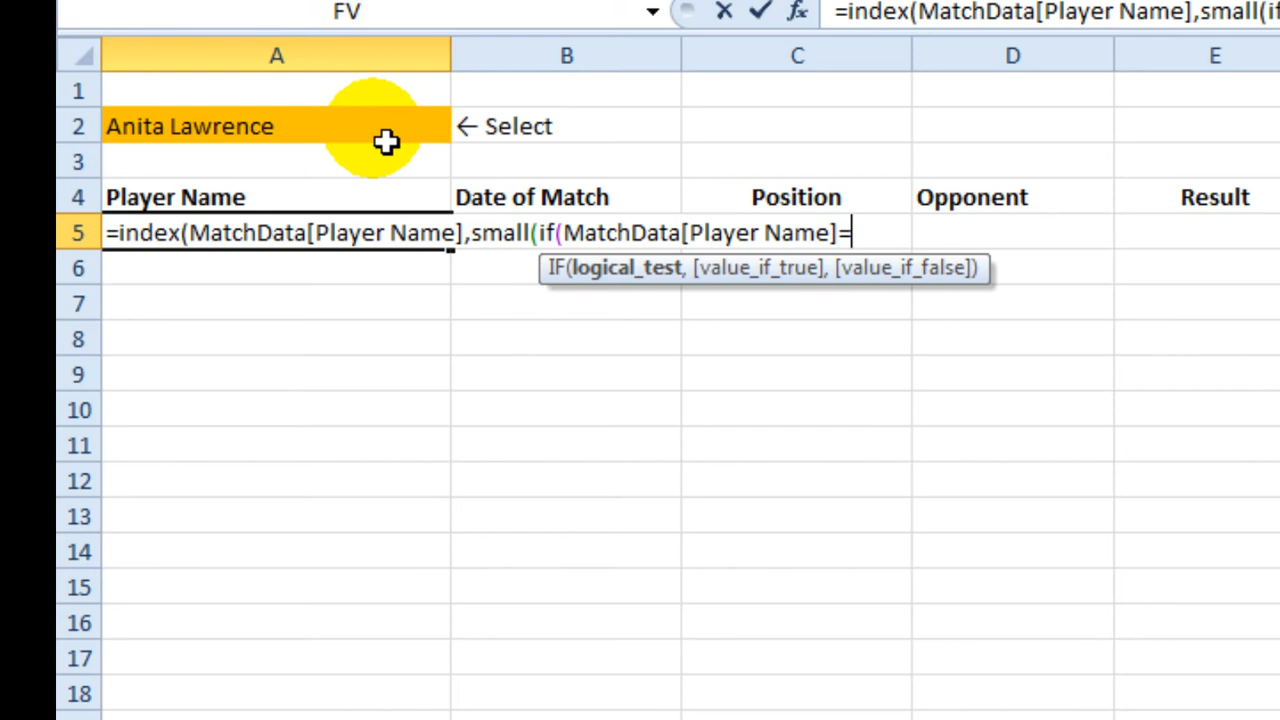 FV =index(MatchData[Player Name],small(if
A B C D E
1
2 Anita Lawrence ← Select
3
4 Player Name Date of Match Position Opponent Result
5 =index(MatchData[Player Name],small(if(MatchData[Player Name]=
6 IF(logical_test, [value_if_true], [value_if_false])
7
8
9
10
11
12
13
14
15
16
17
18